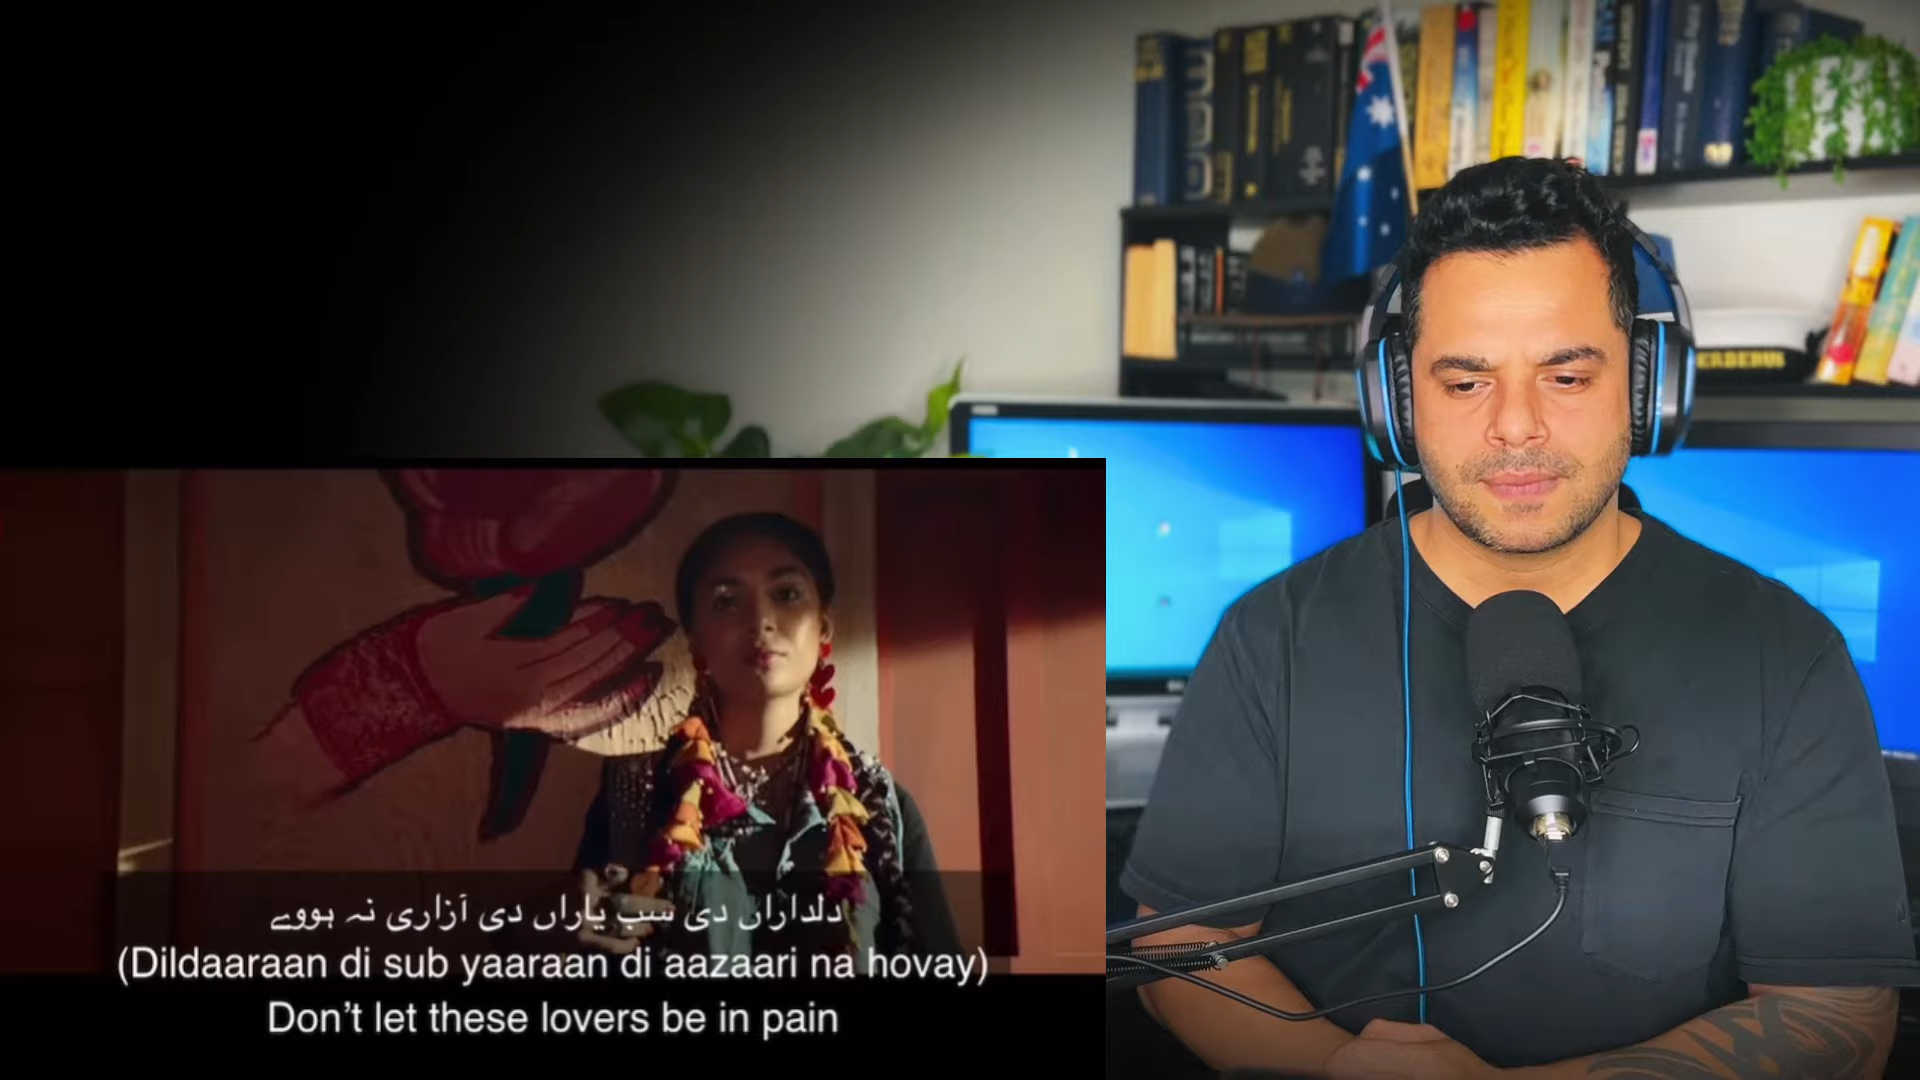 CERBERUS
دلداراں دی سب یاراں دی آزاری نہ ہووے
(Dildaaraan di sub yaaraan di aazaari na hovay)
Don't let these lovers be in pain